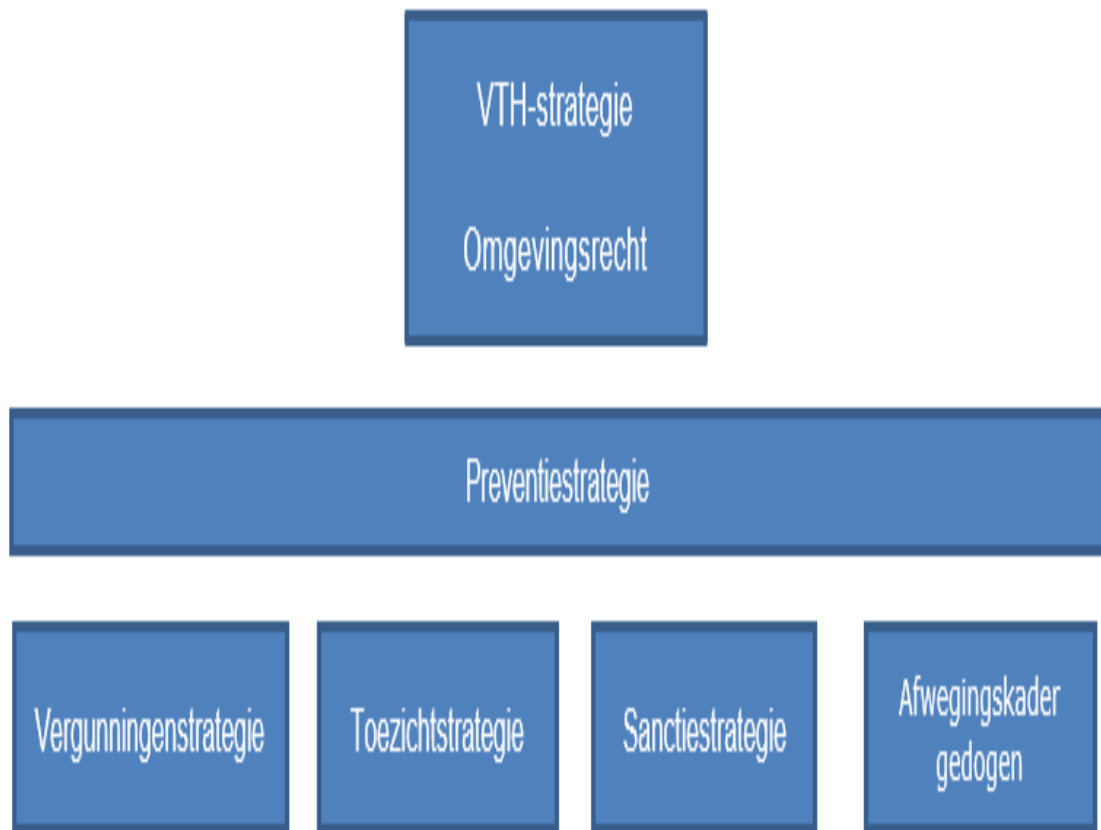 VTH-strategie
Omgevingsrecht
Preventiestrategie
Vergunningenstrategie
Toezichtstrategie
Sanctiestrategie
Afwegingskader
gedogen